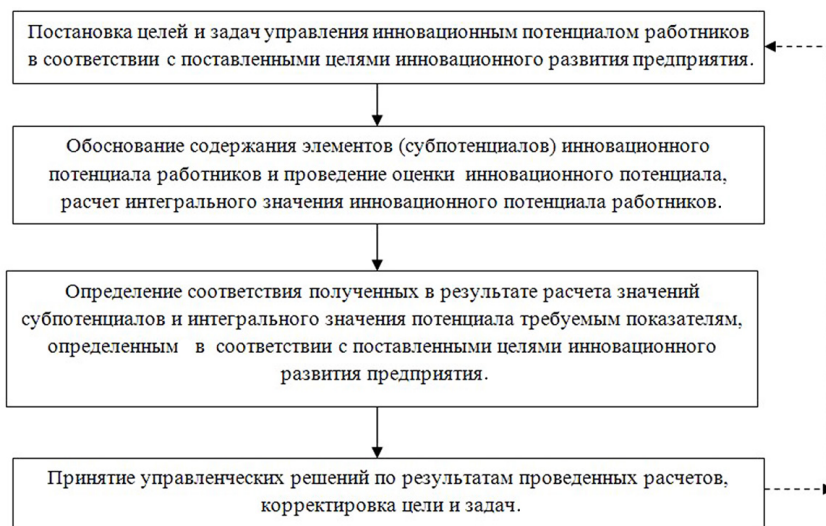 Постановка целей и задач управления инновационным потенциалом работников
в соответствии с поставленными целями инновационного развития предприятия.
Обоснование содержания элементов (субпотенциалов) инновационного
потенциала работников и проведение оценки инновационного потенциала,
расчет интегрального значения инновационного потенциала работников.
Определение соответствия полученных в результате расчета значений
субпотенциалов и интегрального значения потенциала требуемым показателям,
определенным в соответствии с поставленными целями инновационного
развития предприятия.
Принятие управленческих решений по результатам проведенных расчетов,
корректировка цели и задач.